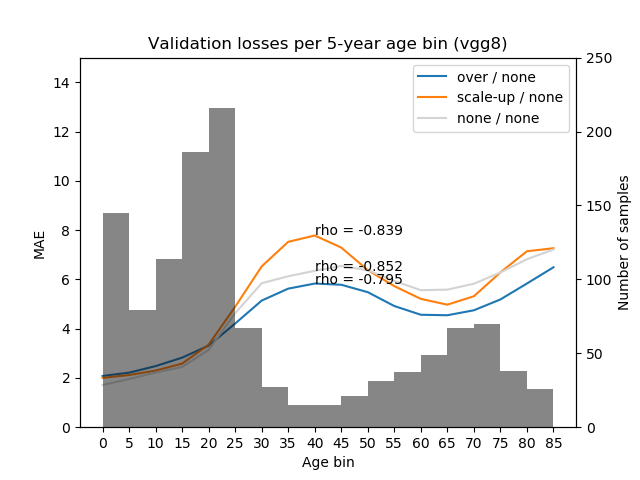 Validation losses per 5-year age bin (vgg8)
over / none
scale-up / none
none / none
rho = -0.839
rho = -0.852
rho = -0.795
MAE
14
12
10
8
6
4
2
0
Number of samples
250
200
150
100
50
0
0 5 10 15 20 25 30 35 40 45 50 55 60 65 70 75 80 85
Age bin